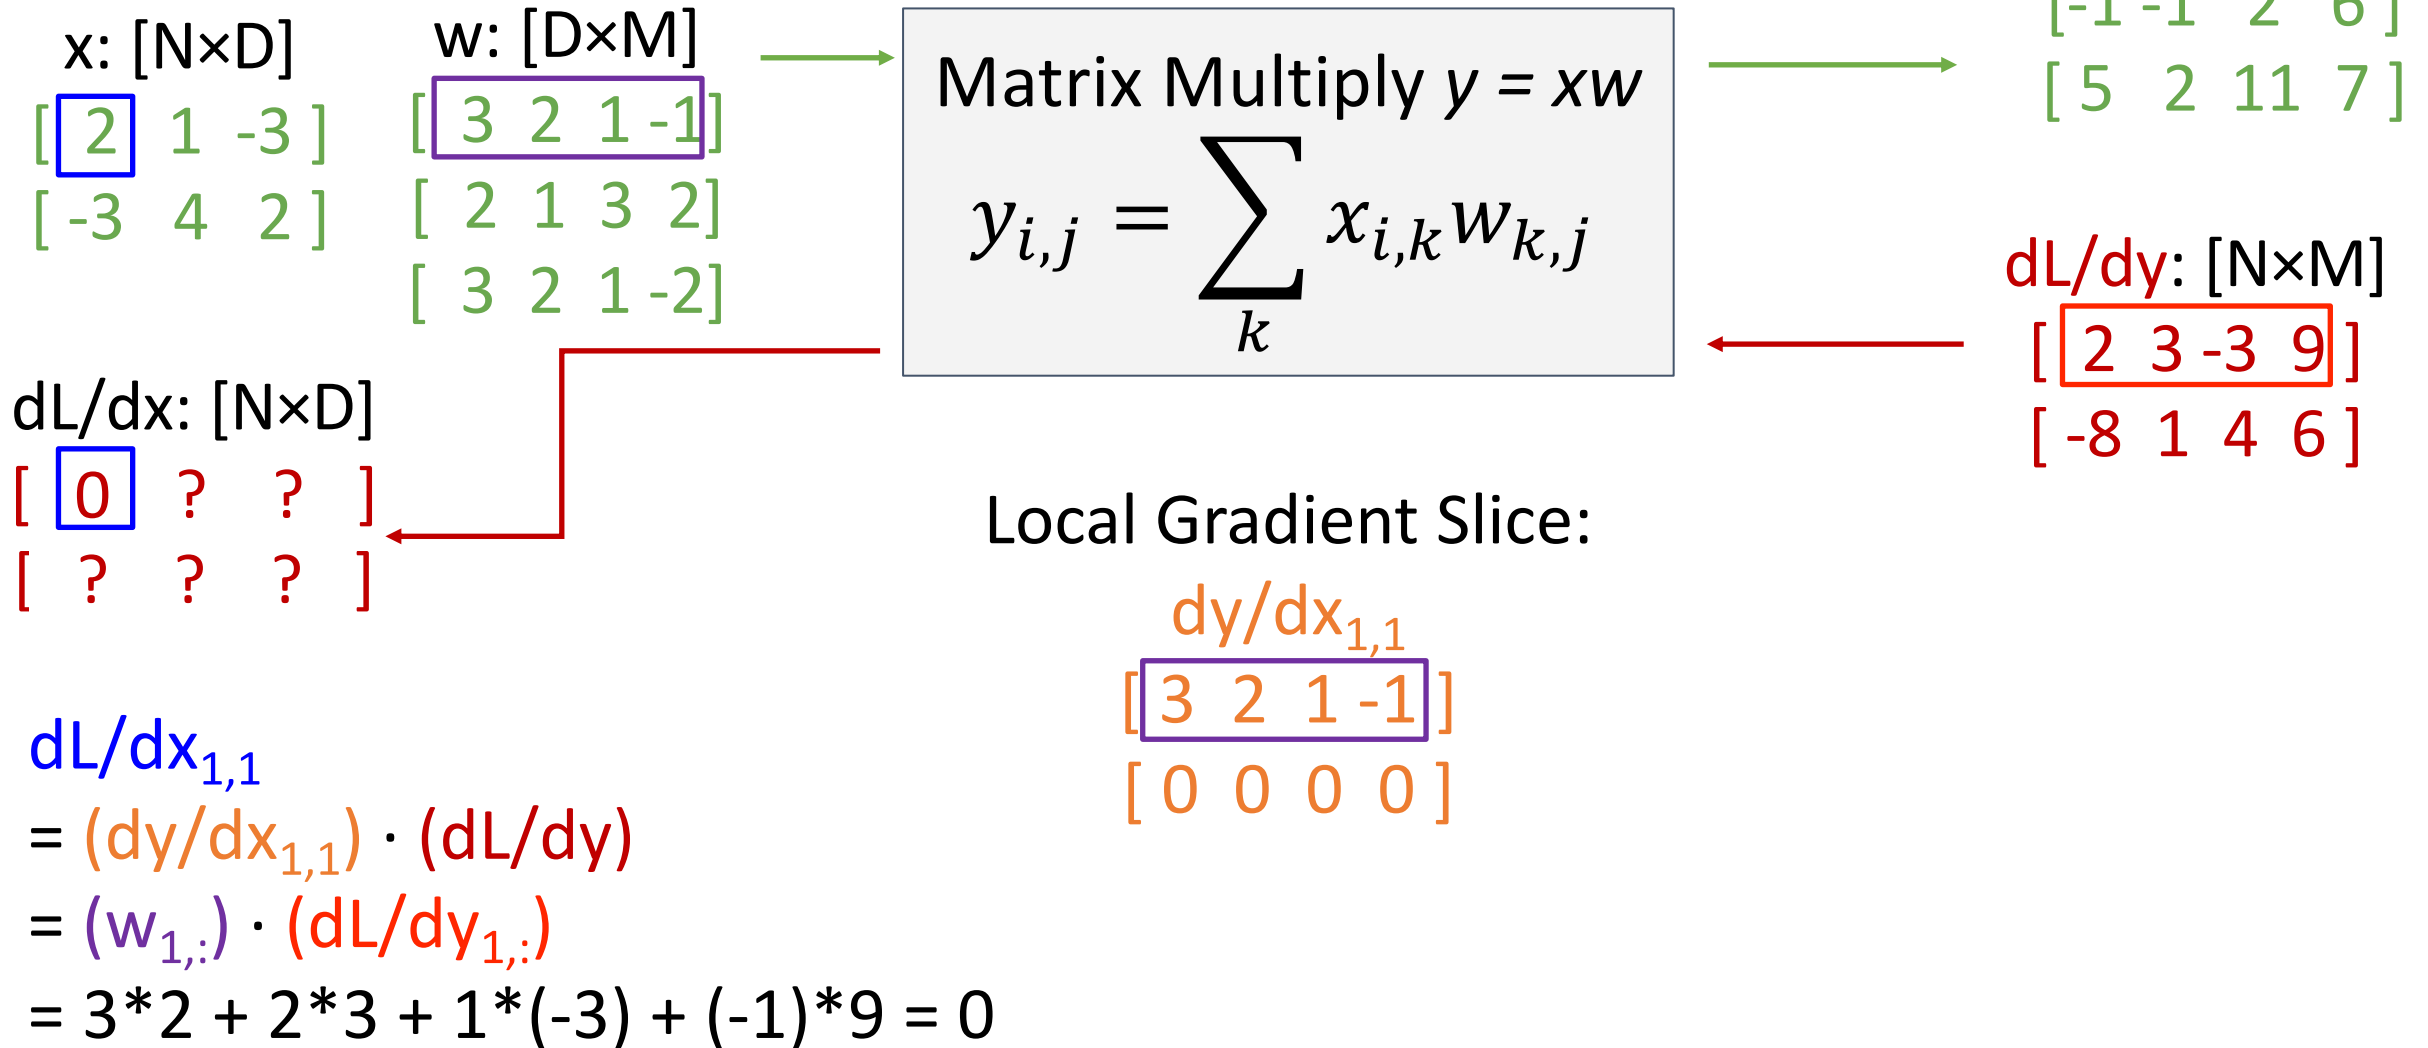 x: [N×D]
[ 2 1 -3 ]
[ -3 4 2 ]
w: [D×M]
[ 3 2 1 -1]
[ 2 1 3 2]
[ 3 2 1 -2]
Matrix Multiply y = xw
y_{i,j} = ∑_k x_{i,k} w_{k,j}
[-1 -1 2 6 ]
[ 5 2 11 7 ]
dL/dy: [N×M]
[ 2 3 -3 9 ]
[ -8 1 4 6 ]
dL/dx: [N×D]
[ 0 ? ? ]
[ ? ? ? ]
Local Gradient Slice:
dy/dx_{1,1}
[ 3 2 1 -1 ]
[ 0 0 0 0 ]
dL/dx_{1,1}
= (dy/dx_{1,1}) · (dL/dy)
= (w_{1,:}) · (dL/dy_{1,:})
= 3*2 + 2*3 + 1*(-3) + (-1)*9 = 0